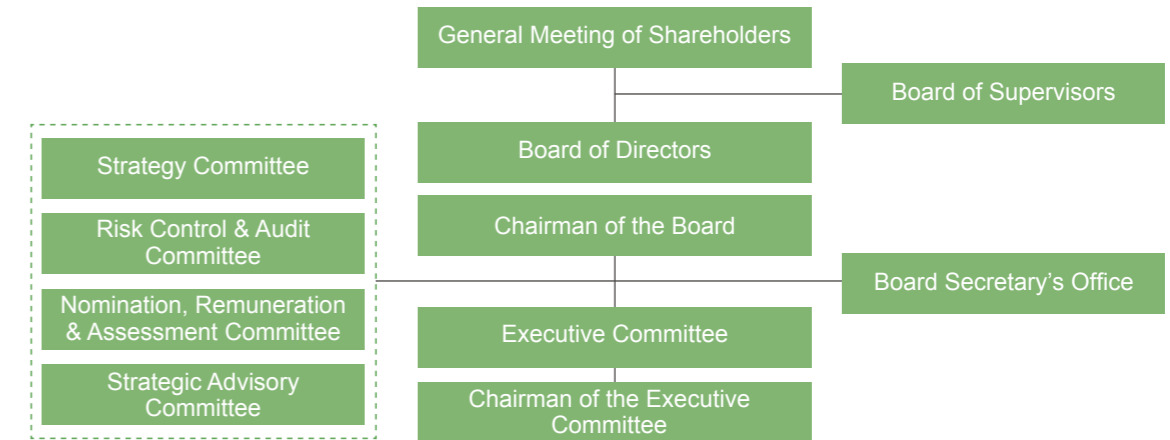 General Meeting of Shareholders
Board of Supervisors
Board of Directors
Strategy Committee
Chairman of the Board
Risk Control & Audit
Committee
Board Secretary’s Office
Nomination, Remuneration
& Assessment Committee
Executive Committee
Strategic Advisory
Committee
Chairman of the Executive
Committee